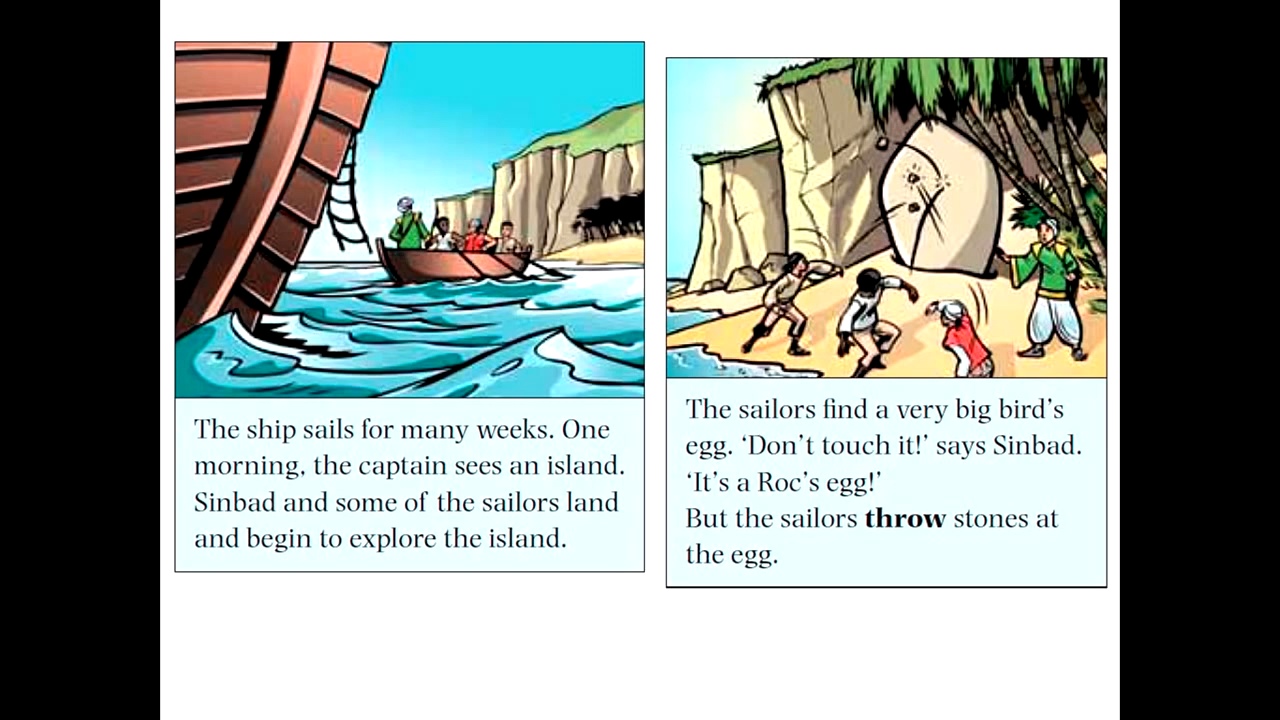 The ship sails for many weeks. One
morning, the captain sees an island.
Sinbad and some of the sailors land
and begin to explore the island.
The sailors find a very big bird’s
egg. ‘Don’t touch it!’ says Sinbad.
‘It’s a Roc’s egg!’
But the sailors throw stones at
the egg.